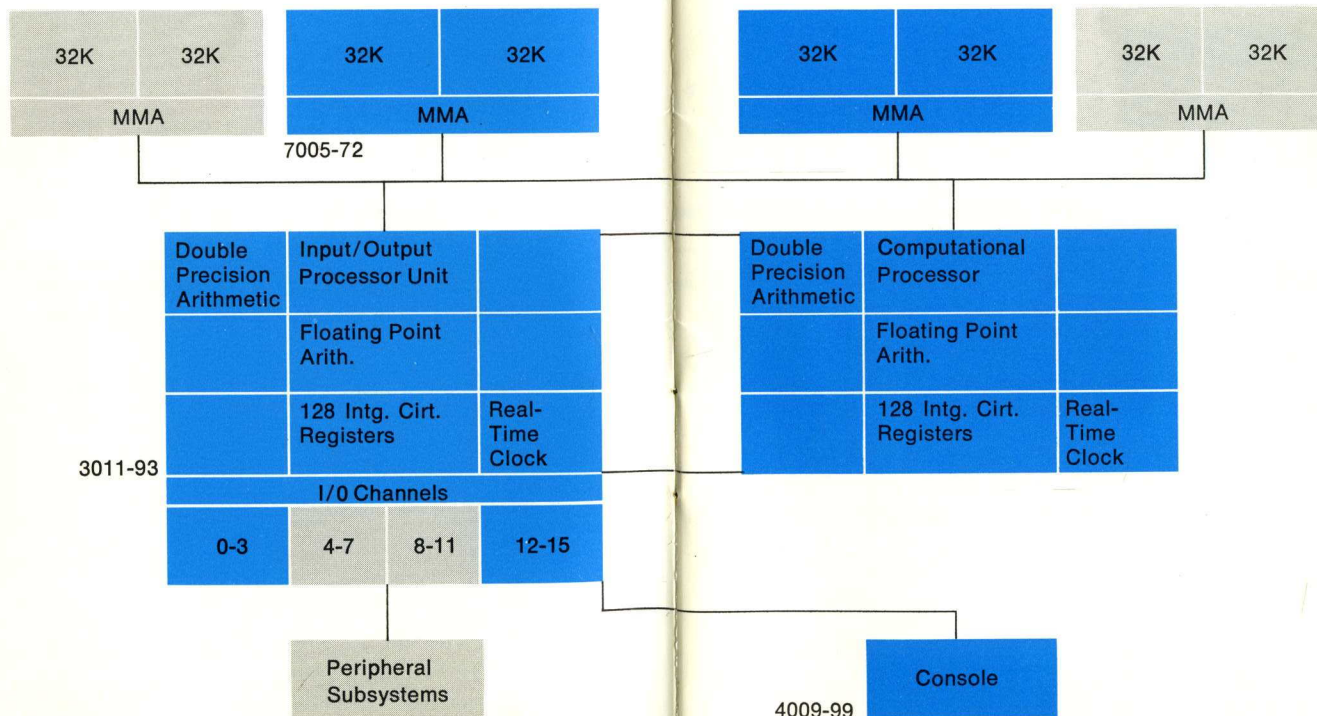 32K 32K 32K 32K 32K 32K 32K 32K
MMA MMA MMA MMA
7005-72
Double
Precision
Arithmetic
Input/Output
Processor Unit
Floating Point
Arith.
128 Intg. Cirt.
Registers
Real-
Time
Clock
3011-93
I/0 Channels
0-3 4-7 8-11 12-15
Double
Precision
Arithmetic
Computational
Processor
Floating Point
Arith.
128 Intg. Cirt.
Registers
Real-
Time
Clock
Peripheral
Subsystems
Console
4009-99